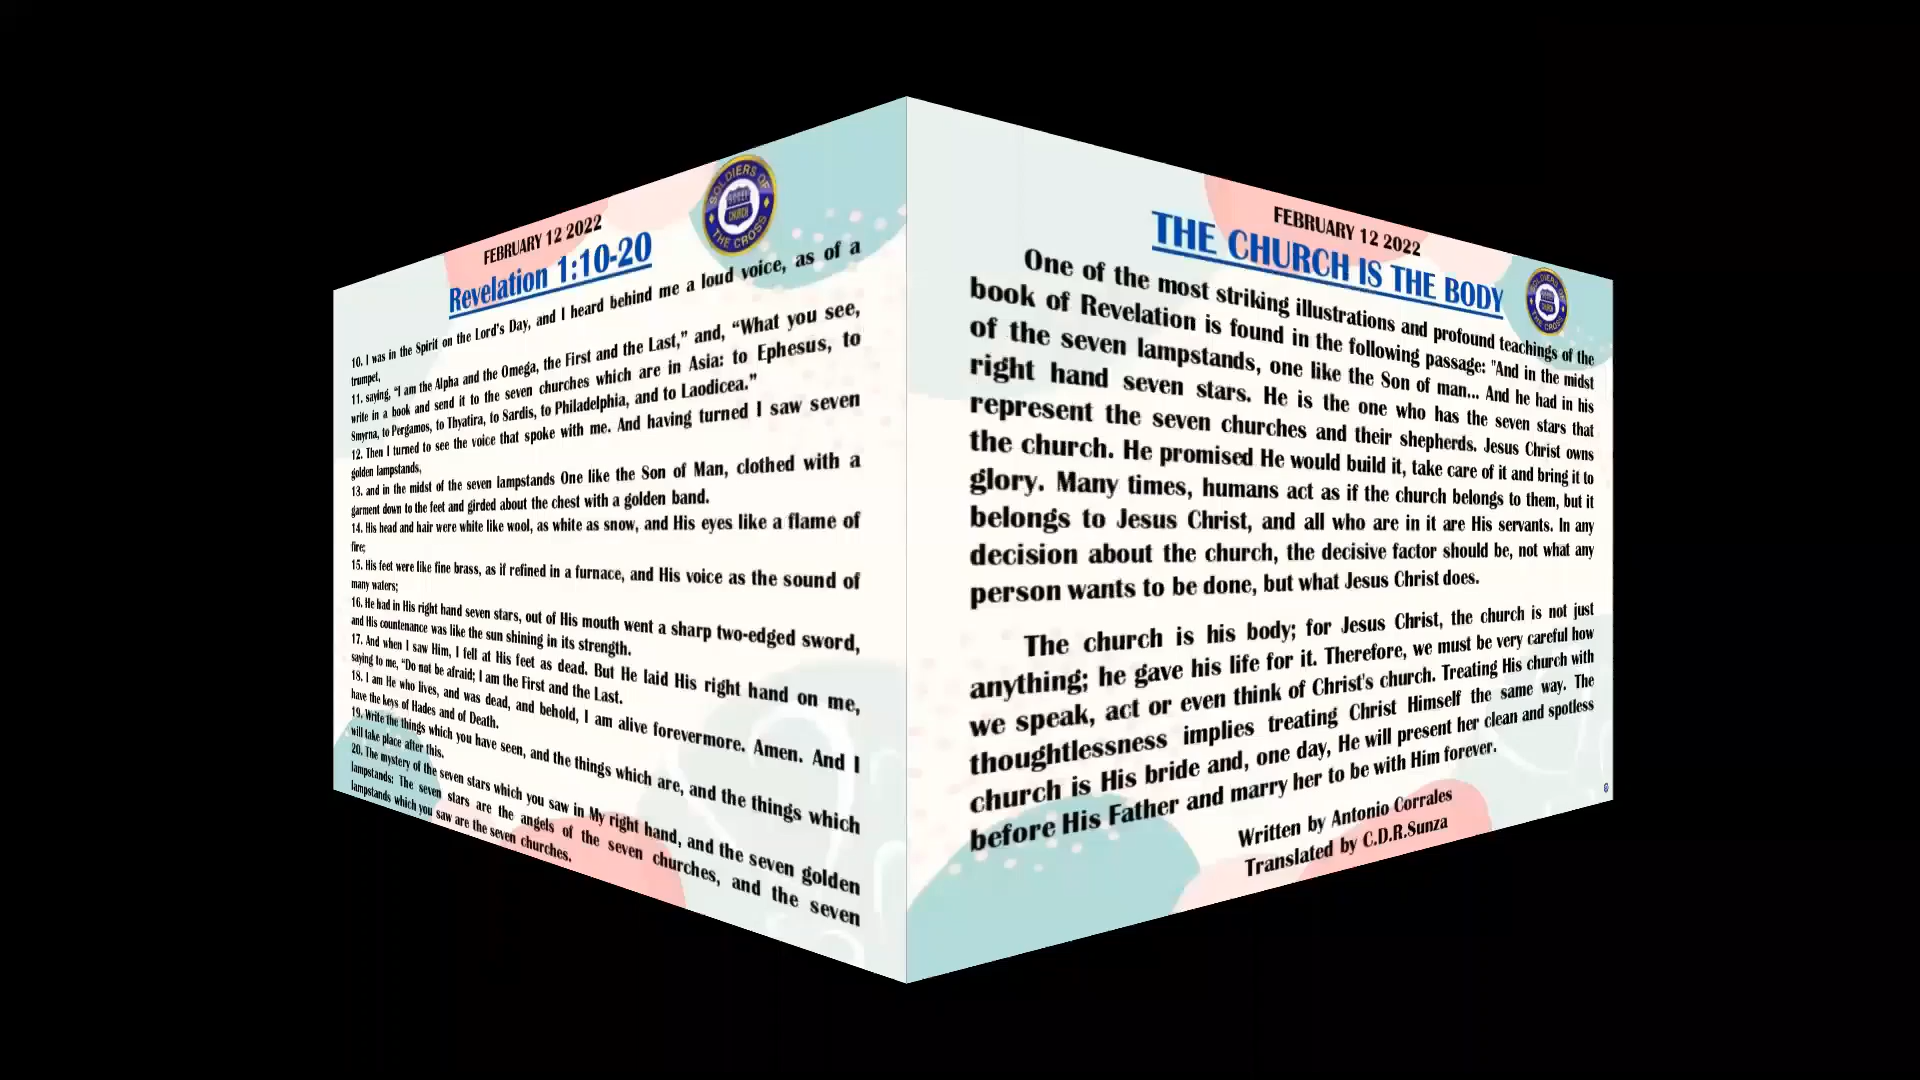 FEBRUARY 12 2022
Revelation 1:10-20
SOLDIERS OF
CHURCH
THE CROSS
10. I was in the Spirit on the Lord's Day, and I heard behind me a loud voice, as of a
trumpet,
11. saying, “I am the Alpha and the Omega, the First and the Last,” and, “What you see,
write in a book and send it to the seven churches which are in Asia: to Ephesus, to
Smyrna, to Pergamos, to Thyatira, to Sardis, to Philadelphia, and to Laodicea.”
12. Then I turned to see the voice that spoke with me. And having turned I saw seven
golden lampstands,
13. and in the midst of the seven lampstands One like the Son of Man, clothed with a
garment down to the feet and girded about the chest with a golden band.
14. His head and hair were white like wool, as white as snow, and His eyes like a flame of
fire;
15. His feet were like fine brass, as if refined in a furnace, and His voice as the sound of
many waters;
16. He had in His right hand seven stars, out of His mouth went a sharp two-edged sword,
and His countenance was like the sun shining in its strength.
17. And when I saw Him, I fell at His feet as dead. But He laid His right hand on me,
saying to me, “Do not be afraid; I am the First and the Last.
18. I am He who lives, and was dead, and behold, I am alive forevermore. Amen. And I
have the keys of Hades and of Death.
19. Write the things which you have seen, and the things which are, and the things which
will take place after this.
20. The mystery of the seven stars which you saw in My right hand, and the seven golden
lampstands: The seven stars are the angels of the seven churches, and the seven
lampstands which you saw are the seven churches.
FEBRUARY 12 2022
THE CHURCH IS THE BODY
SOLDIERS OF
THE CROSS
One of the most striking illustrations and profound teachings of the
book of Revelation is found in the following passage: "And in the midst
of the seven lampstands, one like the Son of man... And he had in his
right hand seven stars. He is the one who has the seven stars that
represent the seven churches and their shepherds. Jesus Christ owns
the church. He promised He would build it, take care of it and bring it to
glory. Many times, humans act as if the church belongs to them, but it
belongs to Jesus Christ, and all who are in it are His servants. In any
decision about the church, the decisive factor should be, not what any
person wants to be done, but what Jesus Christ does.
The church is his body; for Jesus Christ, the church is not just
anything; he gave his life for it. Therefore, we must be very careful how
we speak, act or even think of Christ's church. Treating His church with
thoughtlessness implies treating Christ Himself the same way. The
church is His bride and, one day, He will present her clean and spotless
before His Father and marry her to be with Him forever.
Written by Antonio Corrales
Translated by C.D.R.Sunza